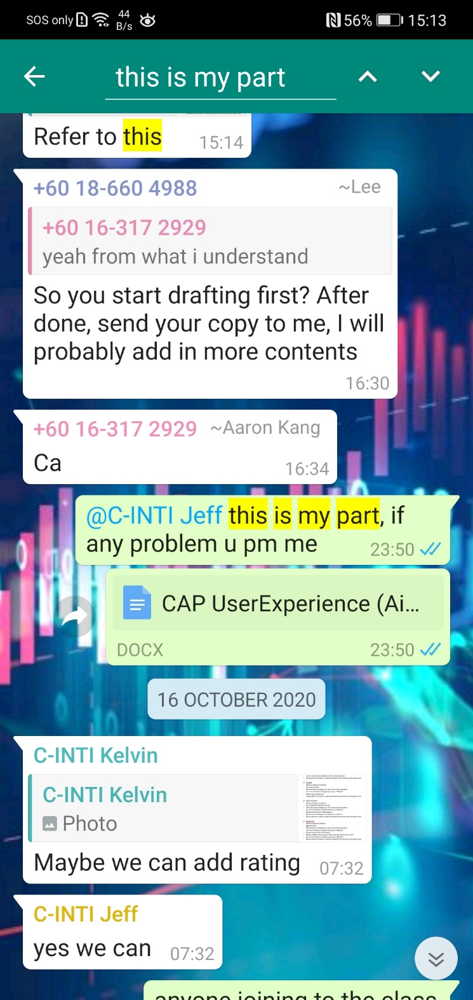 SOS only 44 B/s 56% 15:13
this is my part
Refer to this 15:14
+60 18-660 4988 ~Lee
+60 16-317 2929
yeah from what i understand
So you start drafting first? After
done, send your copy to me, I will
probably add in more contents
16:30
+60 16-317 2929 ~Aaron Kang
Ca 16:34
@C-INTI Jeff this is my part, if
any problem u pm me 23:50
CAP UserExperience (Ai...
DOCX 23:50
16 OCTOBER 2020
C-INTI Kelvin
C-INTI Kelvin
Photo
Maybe we can add rating 07:32
C-INTI Jeff
yes we can 07:32
anyone joining to the class